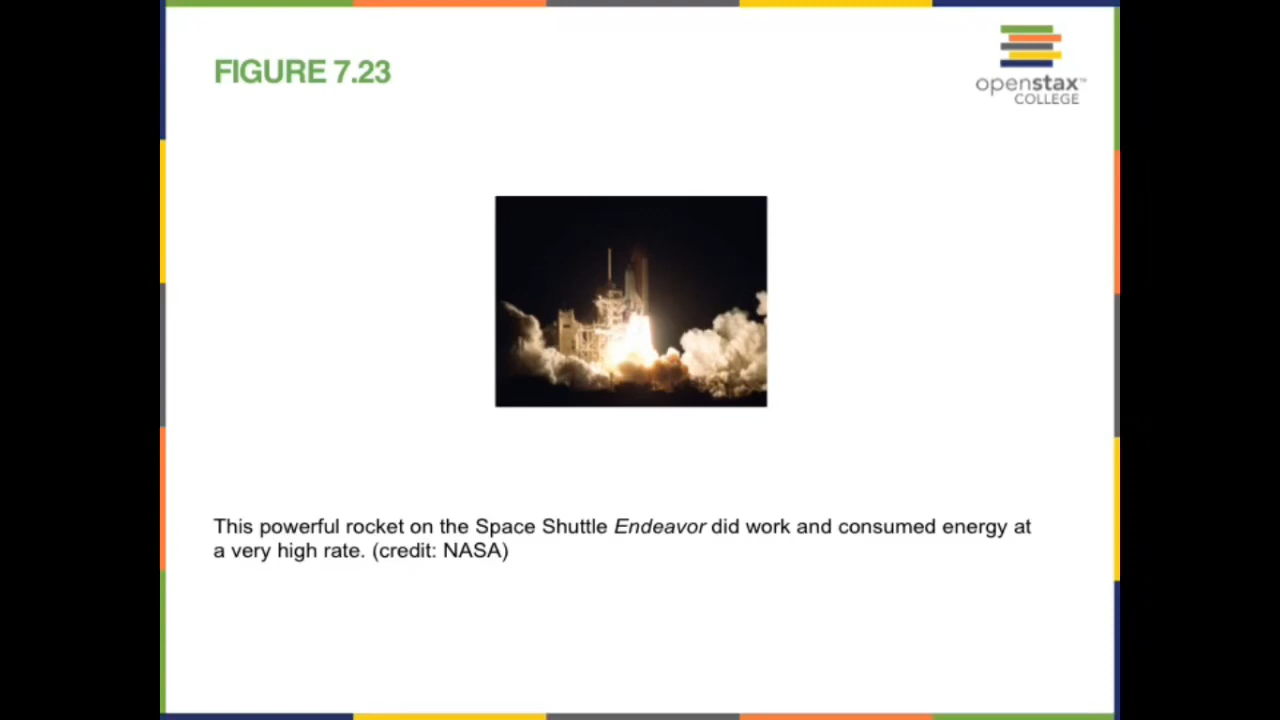 FIGURE 7.23
openstax™
COLLEGE
This powerful rocket on the Space Shuttle Endeavor did work and consumed energy at
a very high rate. (credit: NASA)